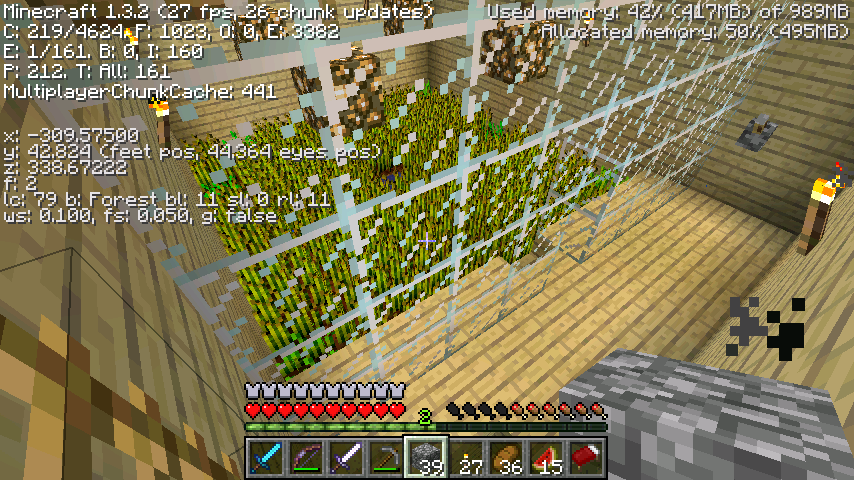 Minecraft 1.3.2 (27 fps, 26 chunk updates)
C: 219/4624, F: 1023, O: 0, E: 3382
E: 1/161, B: 0, I: 160
P: 212, T: All: 161
MultiplayerChunkCache: 441
Used memory: 42% (417MB) of 989MB
Allocated memory: 50% (495MB)
x: -309.57500
y: 42.824 (feet pos, 44.364 eyes pos)
z: 338.67222
f: 2
lc: 79 b: Forest bl: 11 sl: 0 rl: 11
ws: 0.100, fs: 0.050, g: false
39
27
36
15